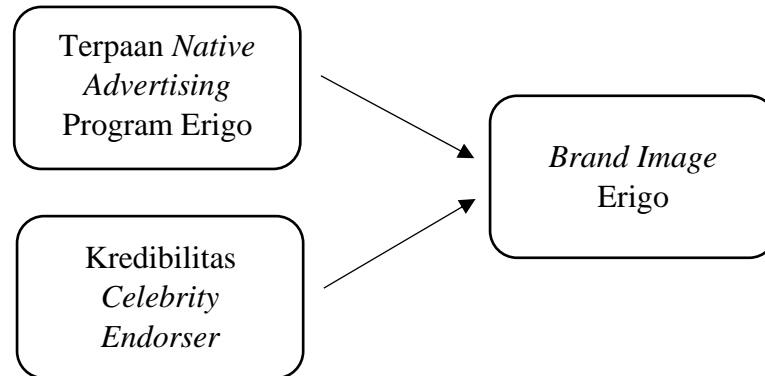 Terpaan Native
Advertising
Program Erigo
Brand Image
Erigo
Kredibilitas
Celebrity
Endorser